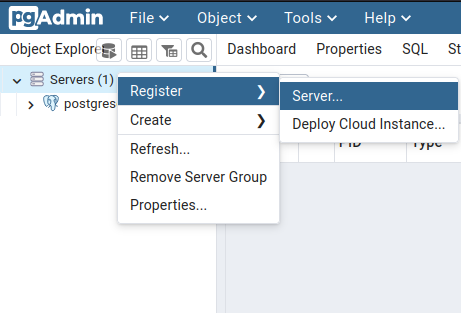 pgAdmin File Object Tools Help
Object Explore Dashboard Properties SQL
Servers (1)
postgres
Register Server...
Create Deploy Cloud Instance...
PID Type
Refresh...
Remove Server Group
Properties...